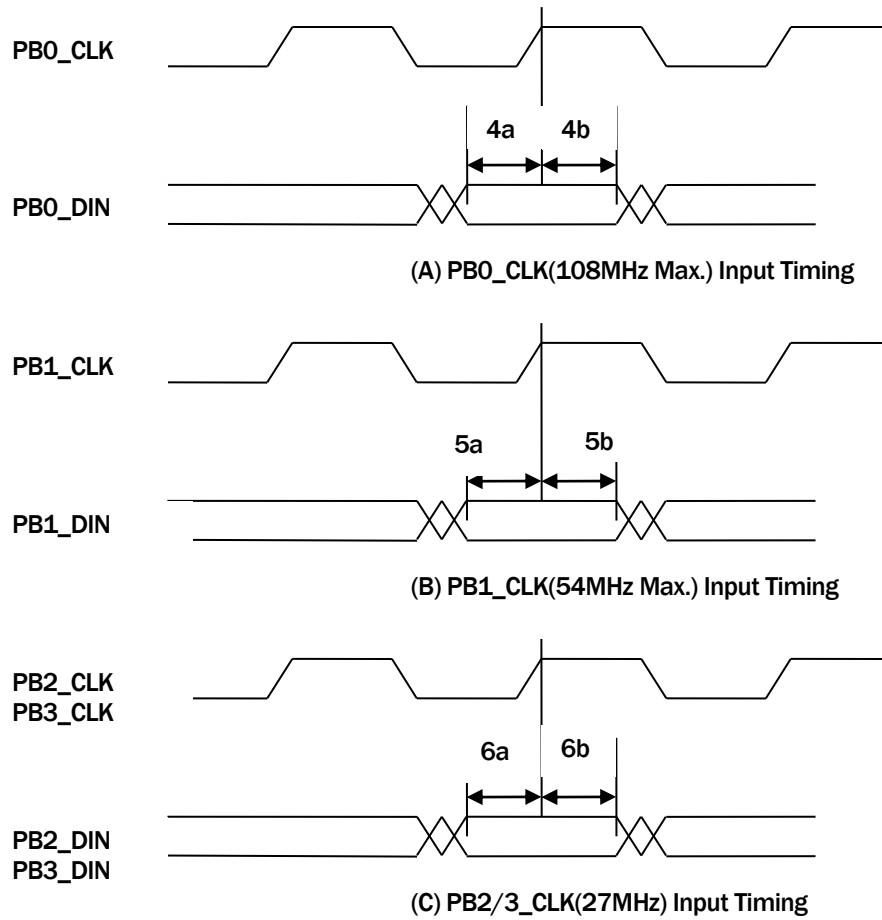 PB0_CLK
4a 4b
PB0_DIN
(A) PB0_CLK(108MHz Max.) Input Timing
PB1_CLK
5a 5b
PB1_DIN
(B) PB1_CLK(54MHz Max.) Input Timing
PB2_CLK
PB3_CLK
6a 6b
PB2_DIN
PB3_DIN
(C) PB2/3_CLK(27MHz) Input Timing